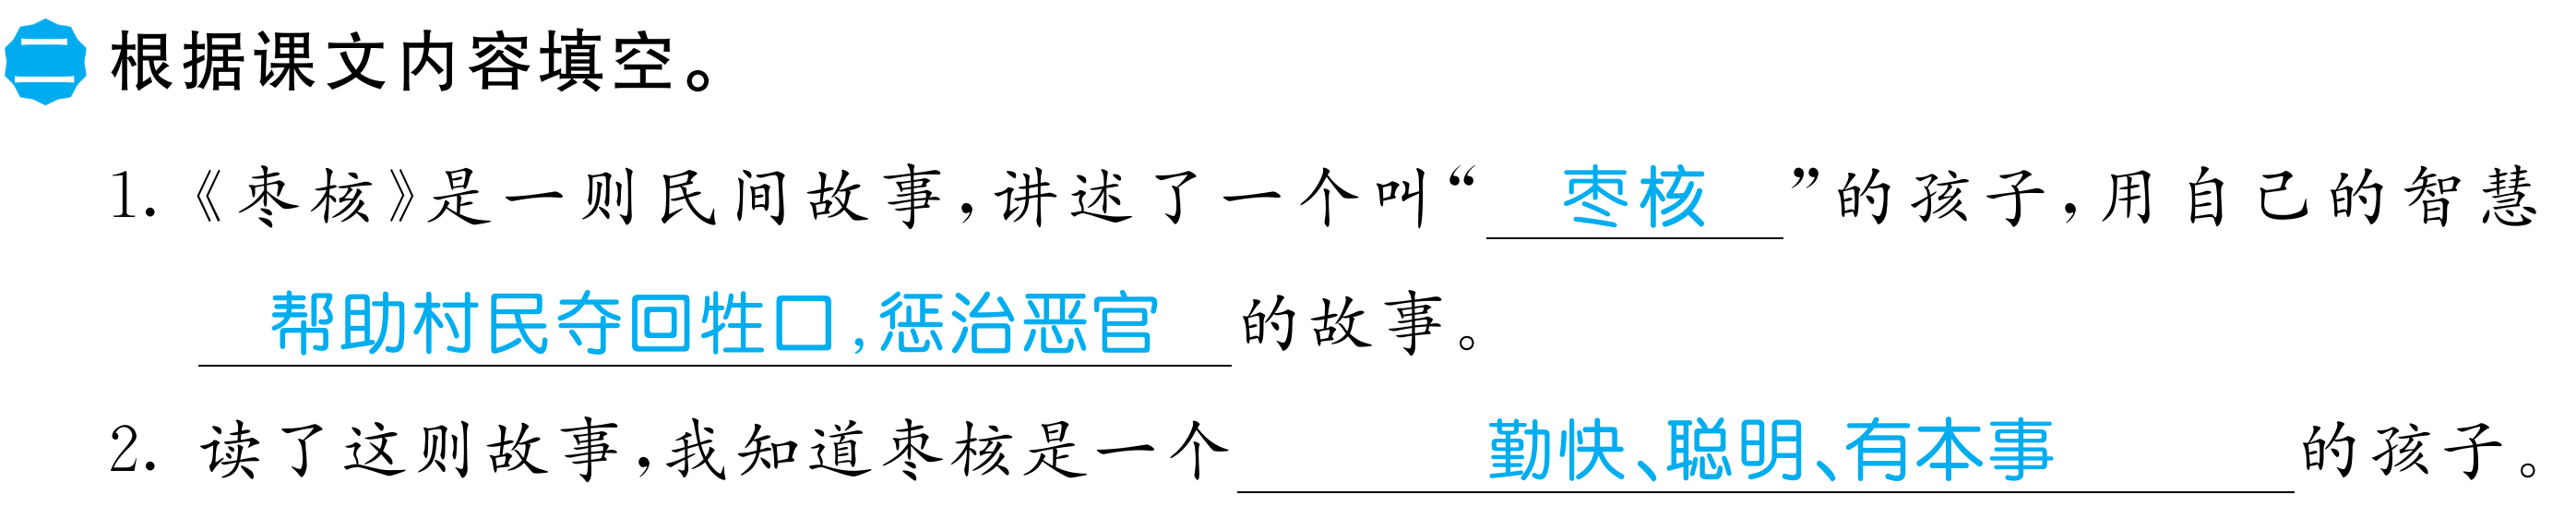 二 根据课文内容填空。
1.《枣核》是一则民间故事,讲述了一个叫“枣核”的孩子,用自己的智慧
帮助村民夺回牲口,惩治恶官的故事。
2. 读了这则故事,我知道枣核是一个勤快、聪明、有本事的孩子。